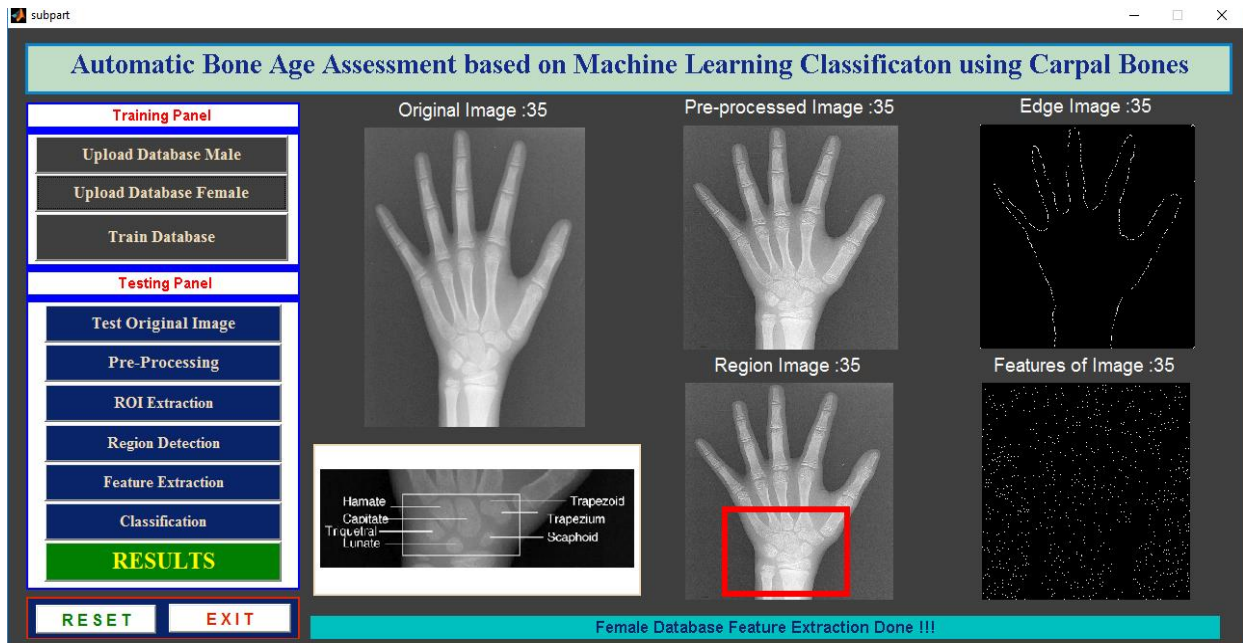 subpart
Automatic Bone Age Assessment based on Machine Learning Classificaton using Carpal Bones
Training Panel
Upload Database Male
Upload Database Female
Train Database
Testing Panel
Test Original Image
Pre-Processing
ROI Extraction
Region Detection
Feature Extraction
Classification
RESULTS
RESET
EXIT
Original Image :35
Pre-processed Image :35
Edge Image :35
Region Image :35
Features of Image :35
Hamate
Capitate
Triquetral
Lunate
Trapezoid
Trapezium
Scaphoid
Female Database Feature Extraction Done !!!